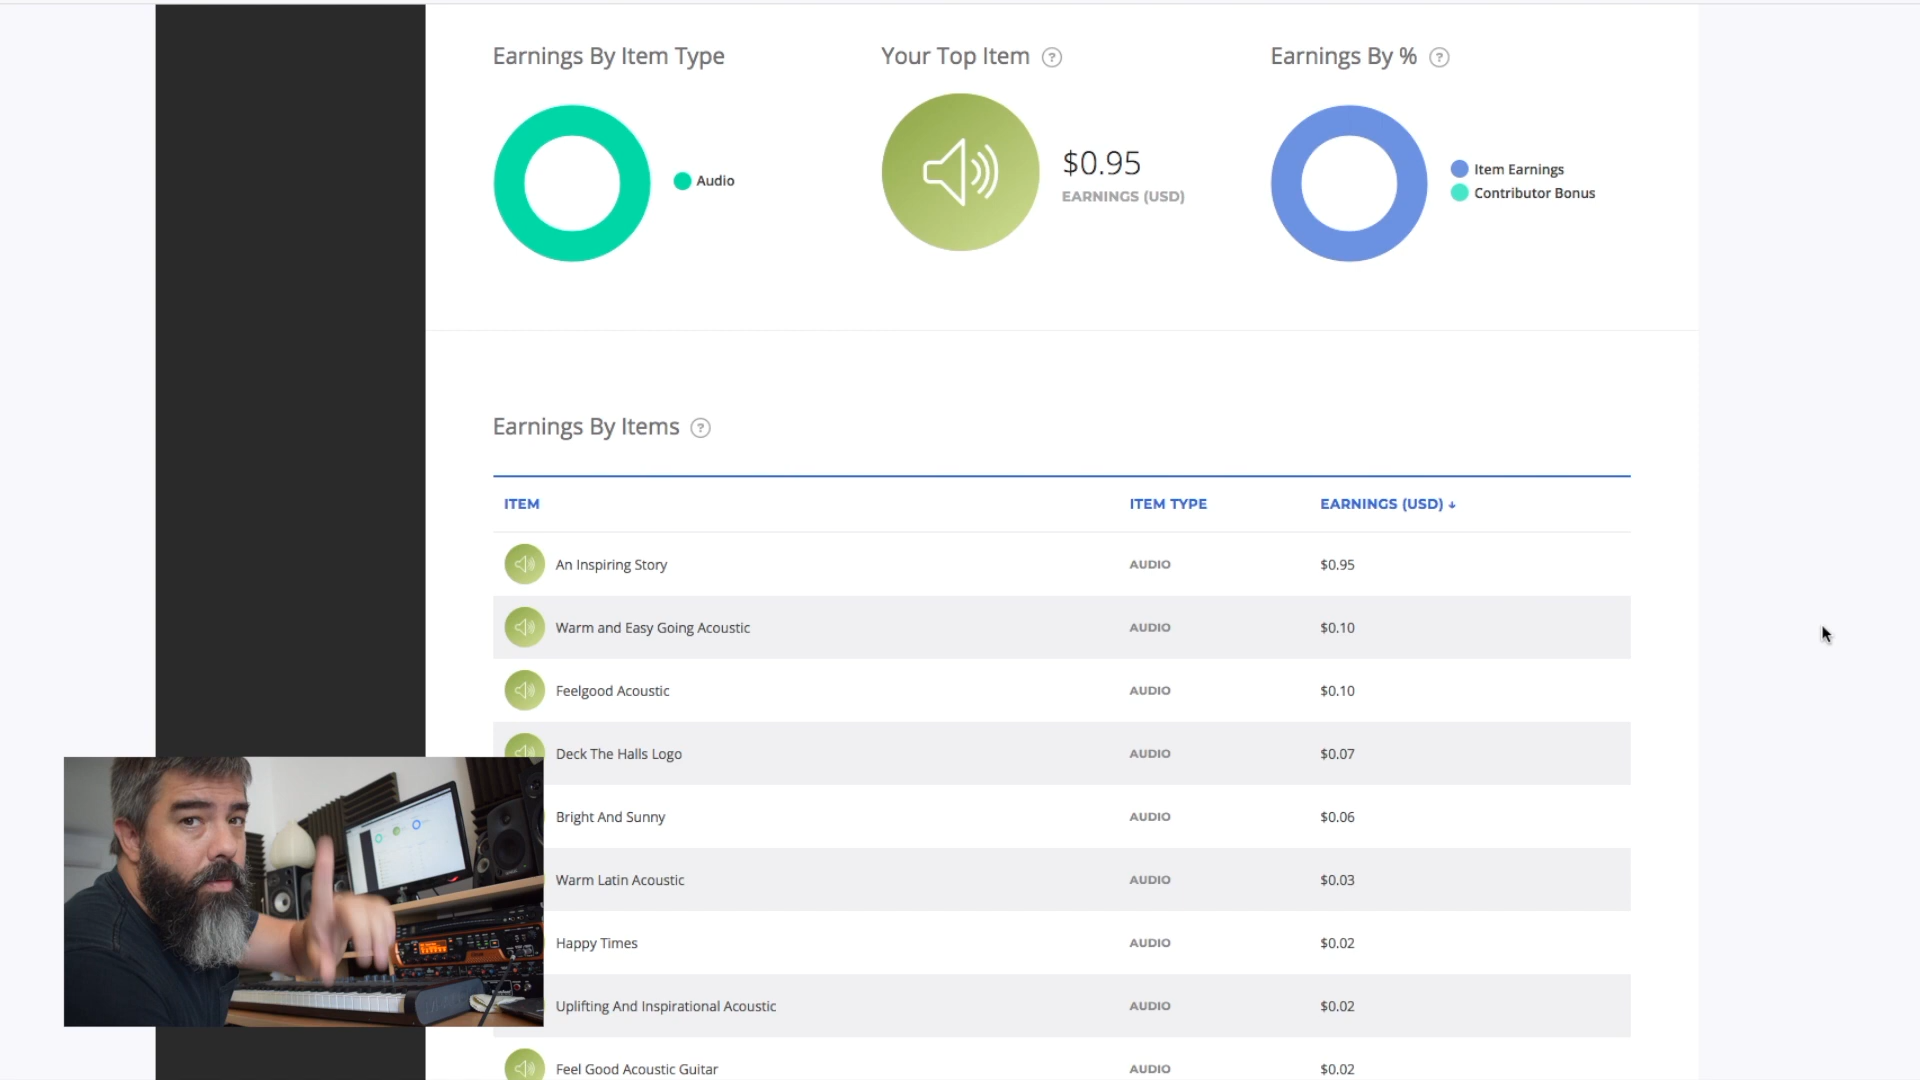 Earnings By Item Type
Your Top Item ?
Earnings By % ?
Audio
$0.95
EARNINGS (USD)
Item Earnings
Contributor Bonus
Earnings By Items ?
ITEM ITEM TYPE EARNINGS (USD) ↓
An Inspiring Story AUDIO $0.95
Warm and Easy Going Acoustic AUDIO $0.10
Feelgood Acoustic AUDIO $0.10
Deck The Halls Logo AUDIO $0.07
Bright And Sunny AUDIO $0.06
Warm Latin Acoustic AUDIO $0.03
Happy Times AUDIO $0.02
Uplifting And Inspirational Acoustic AUDIO $0.02
Feel Good Acoustic Guitar AUDIO $0.02